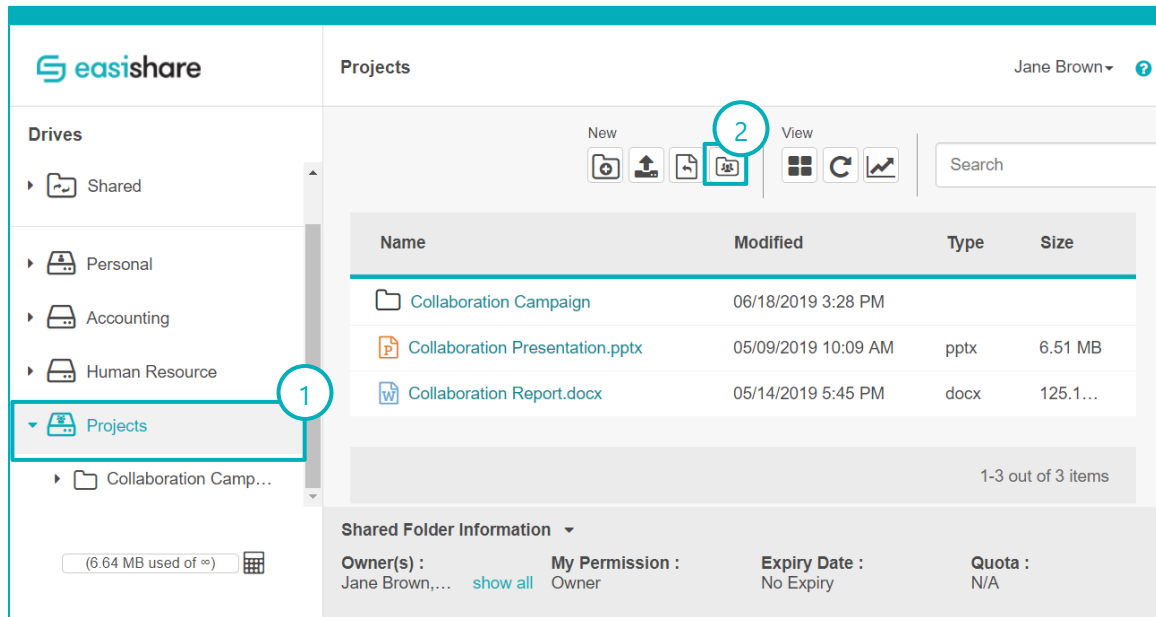 easishare
Projects
Jane Brown
?
Drives
Shared
Personal
Accounting
Human Resource
1
Projects
Collaboration Camp...
(6.64 MB used of ∞)
New
2
View
Search
Name Modified Type Size
Collaboration Campaign 06/18/2019 3:28 PM
P Collaboration Presentation.pptx 05/09/2019 10:09 AM pptx 6.51 MB
W Collaboration Report.docx 05/14/2019 5:45 PM docx 125.1...
1-3 out of 3 items
Shared Folder Information
Owner(s) : My Permission : Expiry Date : Quota :
Jane Brown,... show all Owner No Expiry N/A